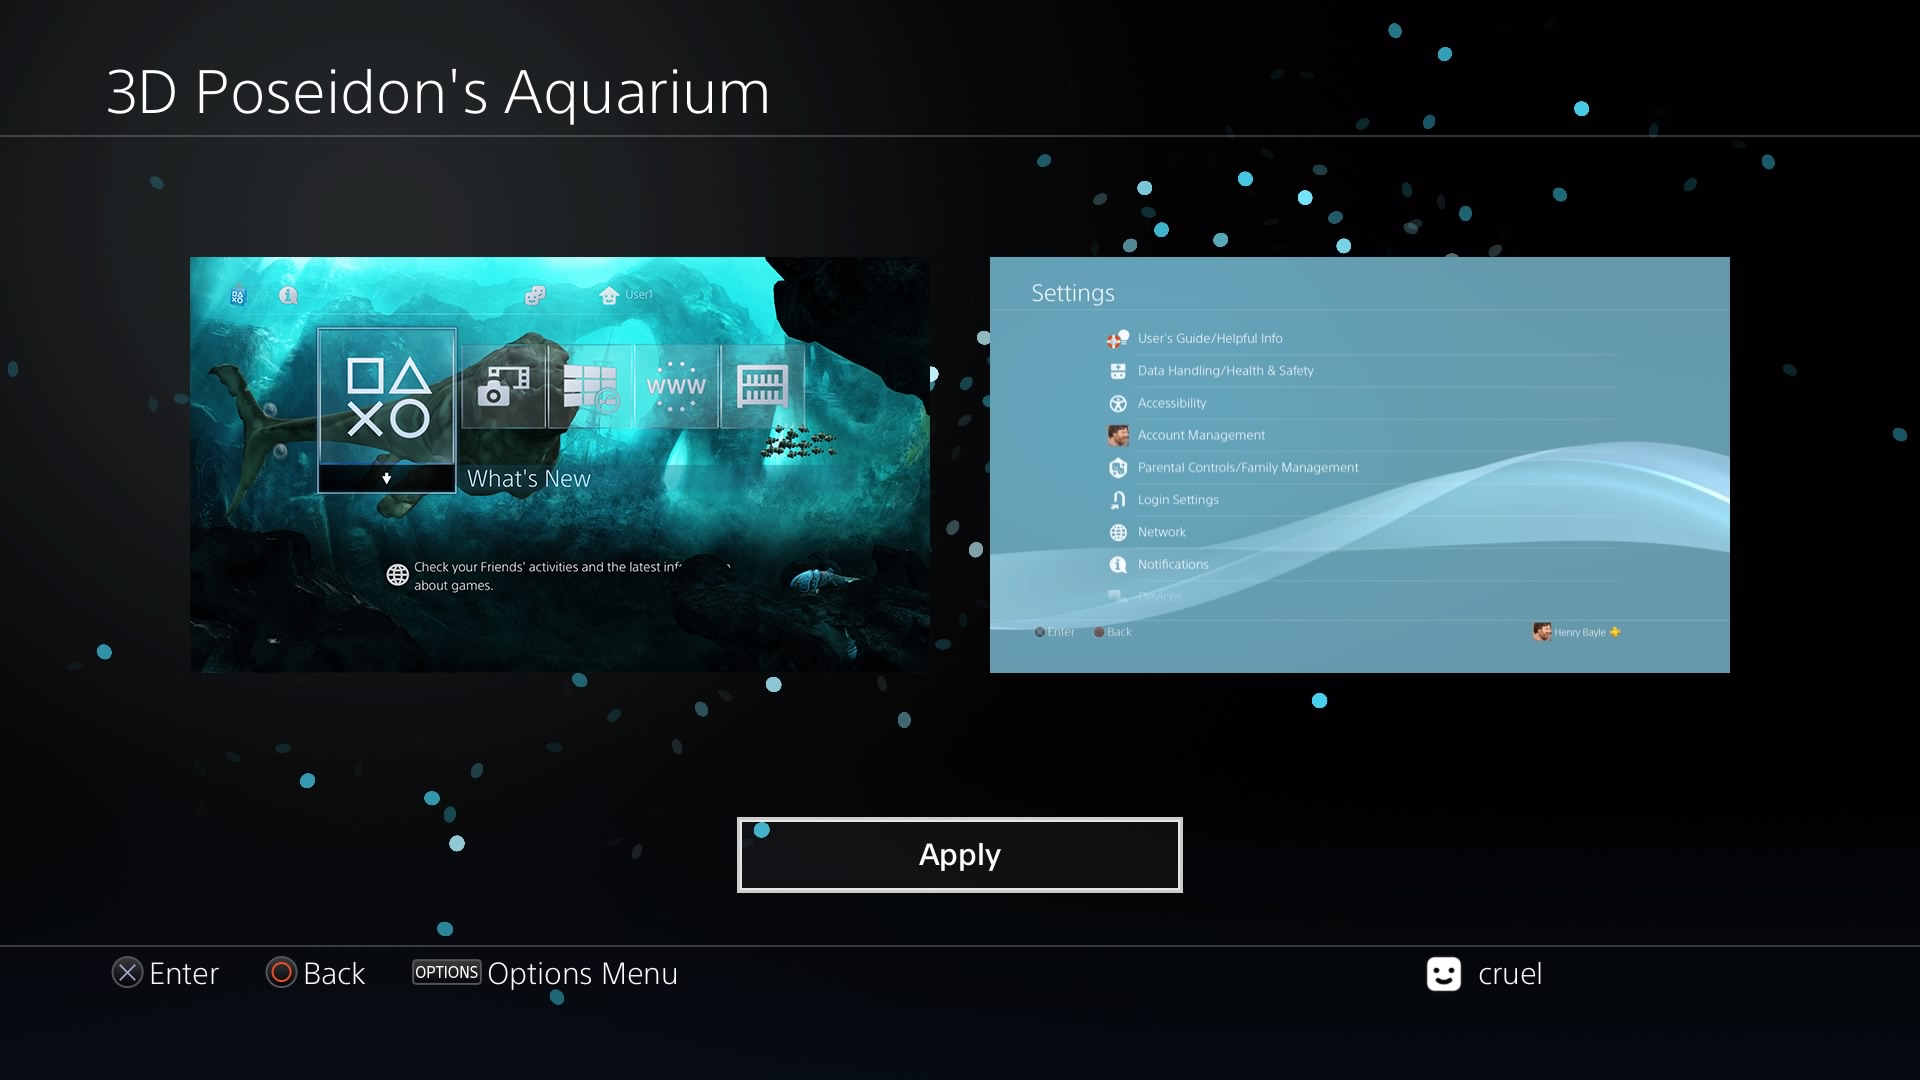 3D Poseidon's Aquarium
User1
www
What's New
Check your Friends' activities and the latest
about games.
Settings
User's Guide/Helpful Info
Data Handling/Health & Safety
Accessibility
Account Management
Parental Controls/Family Management
Login Settings
Network
Notifications
Devices
Enter Back
Henry Bayle
Apply
Enter Back OPTIONS Options Menu
cruel